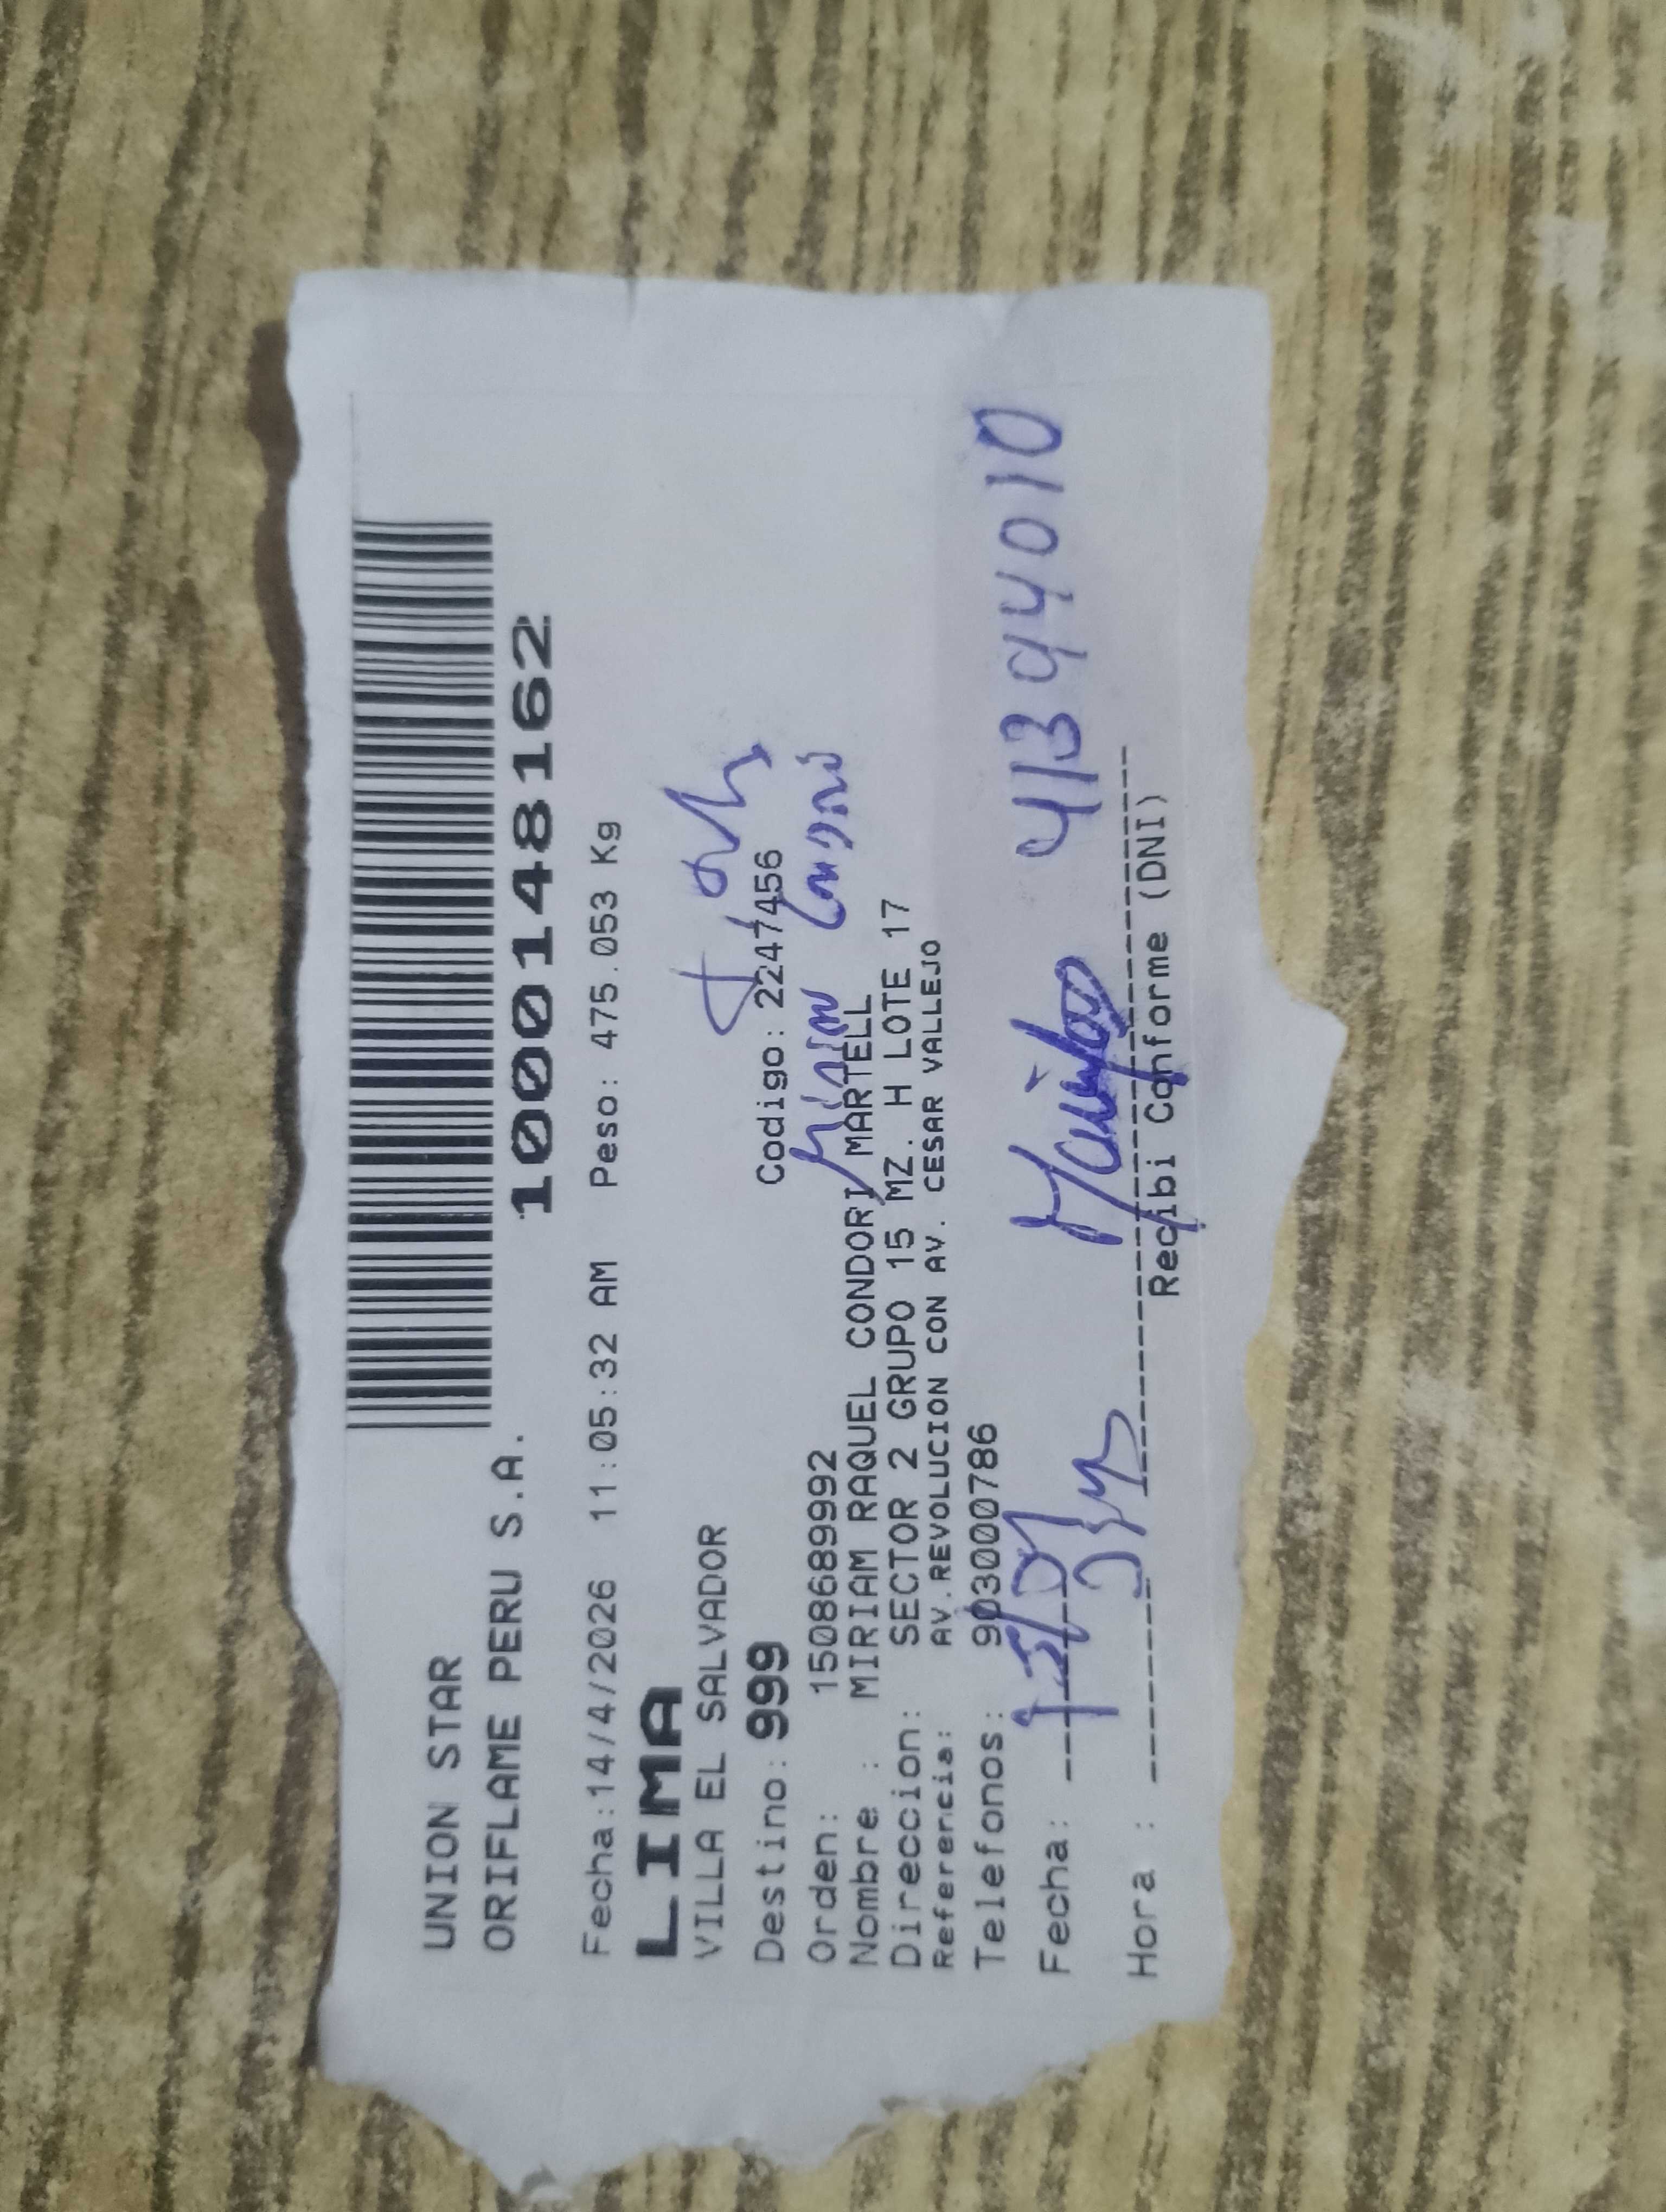 UNION STAR
ORIFLAME PERU S.A.
1000148162
Fecha:14/4/2026 11:05:32 AM Peso: 475.053 Kg
LIMA
VILLA EL SALVADOR
Destino: 999 Codigo: 2247456
Orden: 1508689992
Nombre : MIRIAM RAQUEL CONDORI MARTELL
Direccion: SECTOR 2 GRUPO 15 MZ. H LOTE 17
Referencia: AV.REVOLUCION CON AV. CESAR VALLEJO
Telefonos: 903000786
Fecha:
41394010
Hora :
Recibi Conforme (DNI)